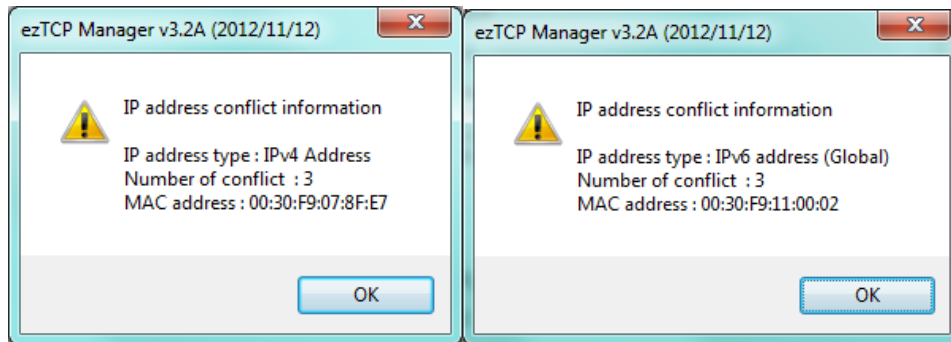 ezTCP Manager v3.2A (2012/11/12)
IP address conflict information
IP address type : IPv4 Address
Number of conflict : 3
MAC address : 00:30:F9:07:8F:E7
OK
ezTCP Manager v3.2A (2012/11/12)
IP address conflict information
IP address type : IPv6 address (Global)
Number of conflict : 3
MAC address : 00:30:F9:11:00:02
OK